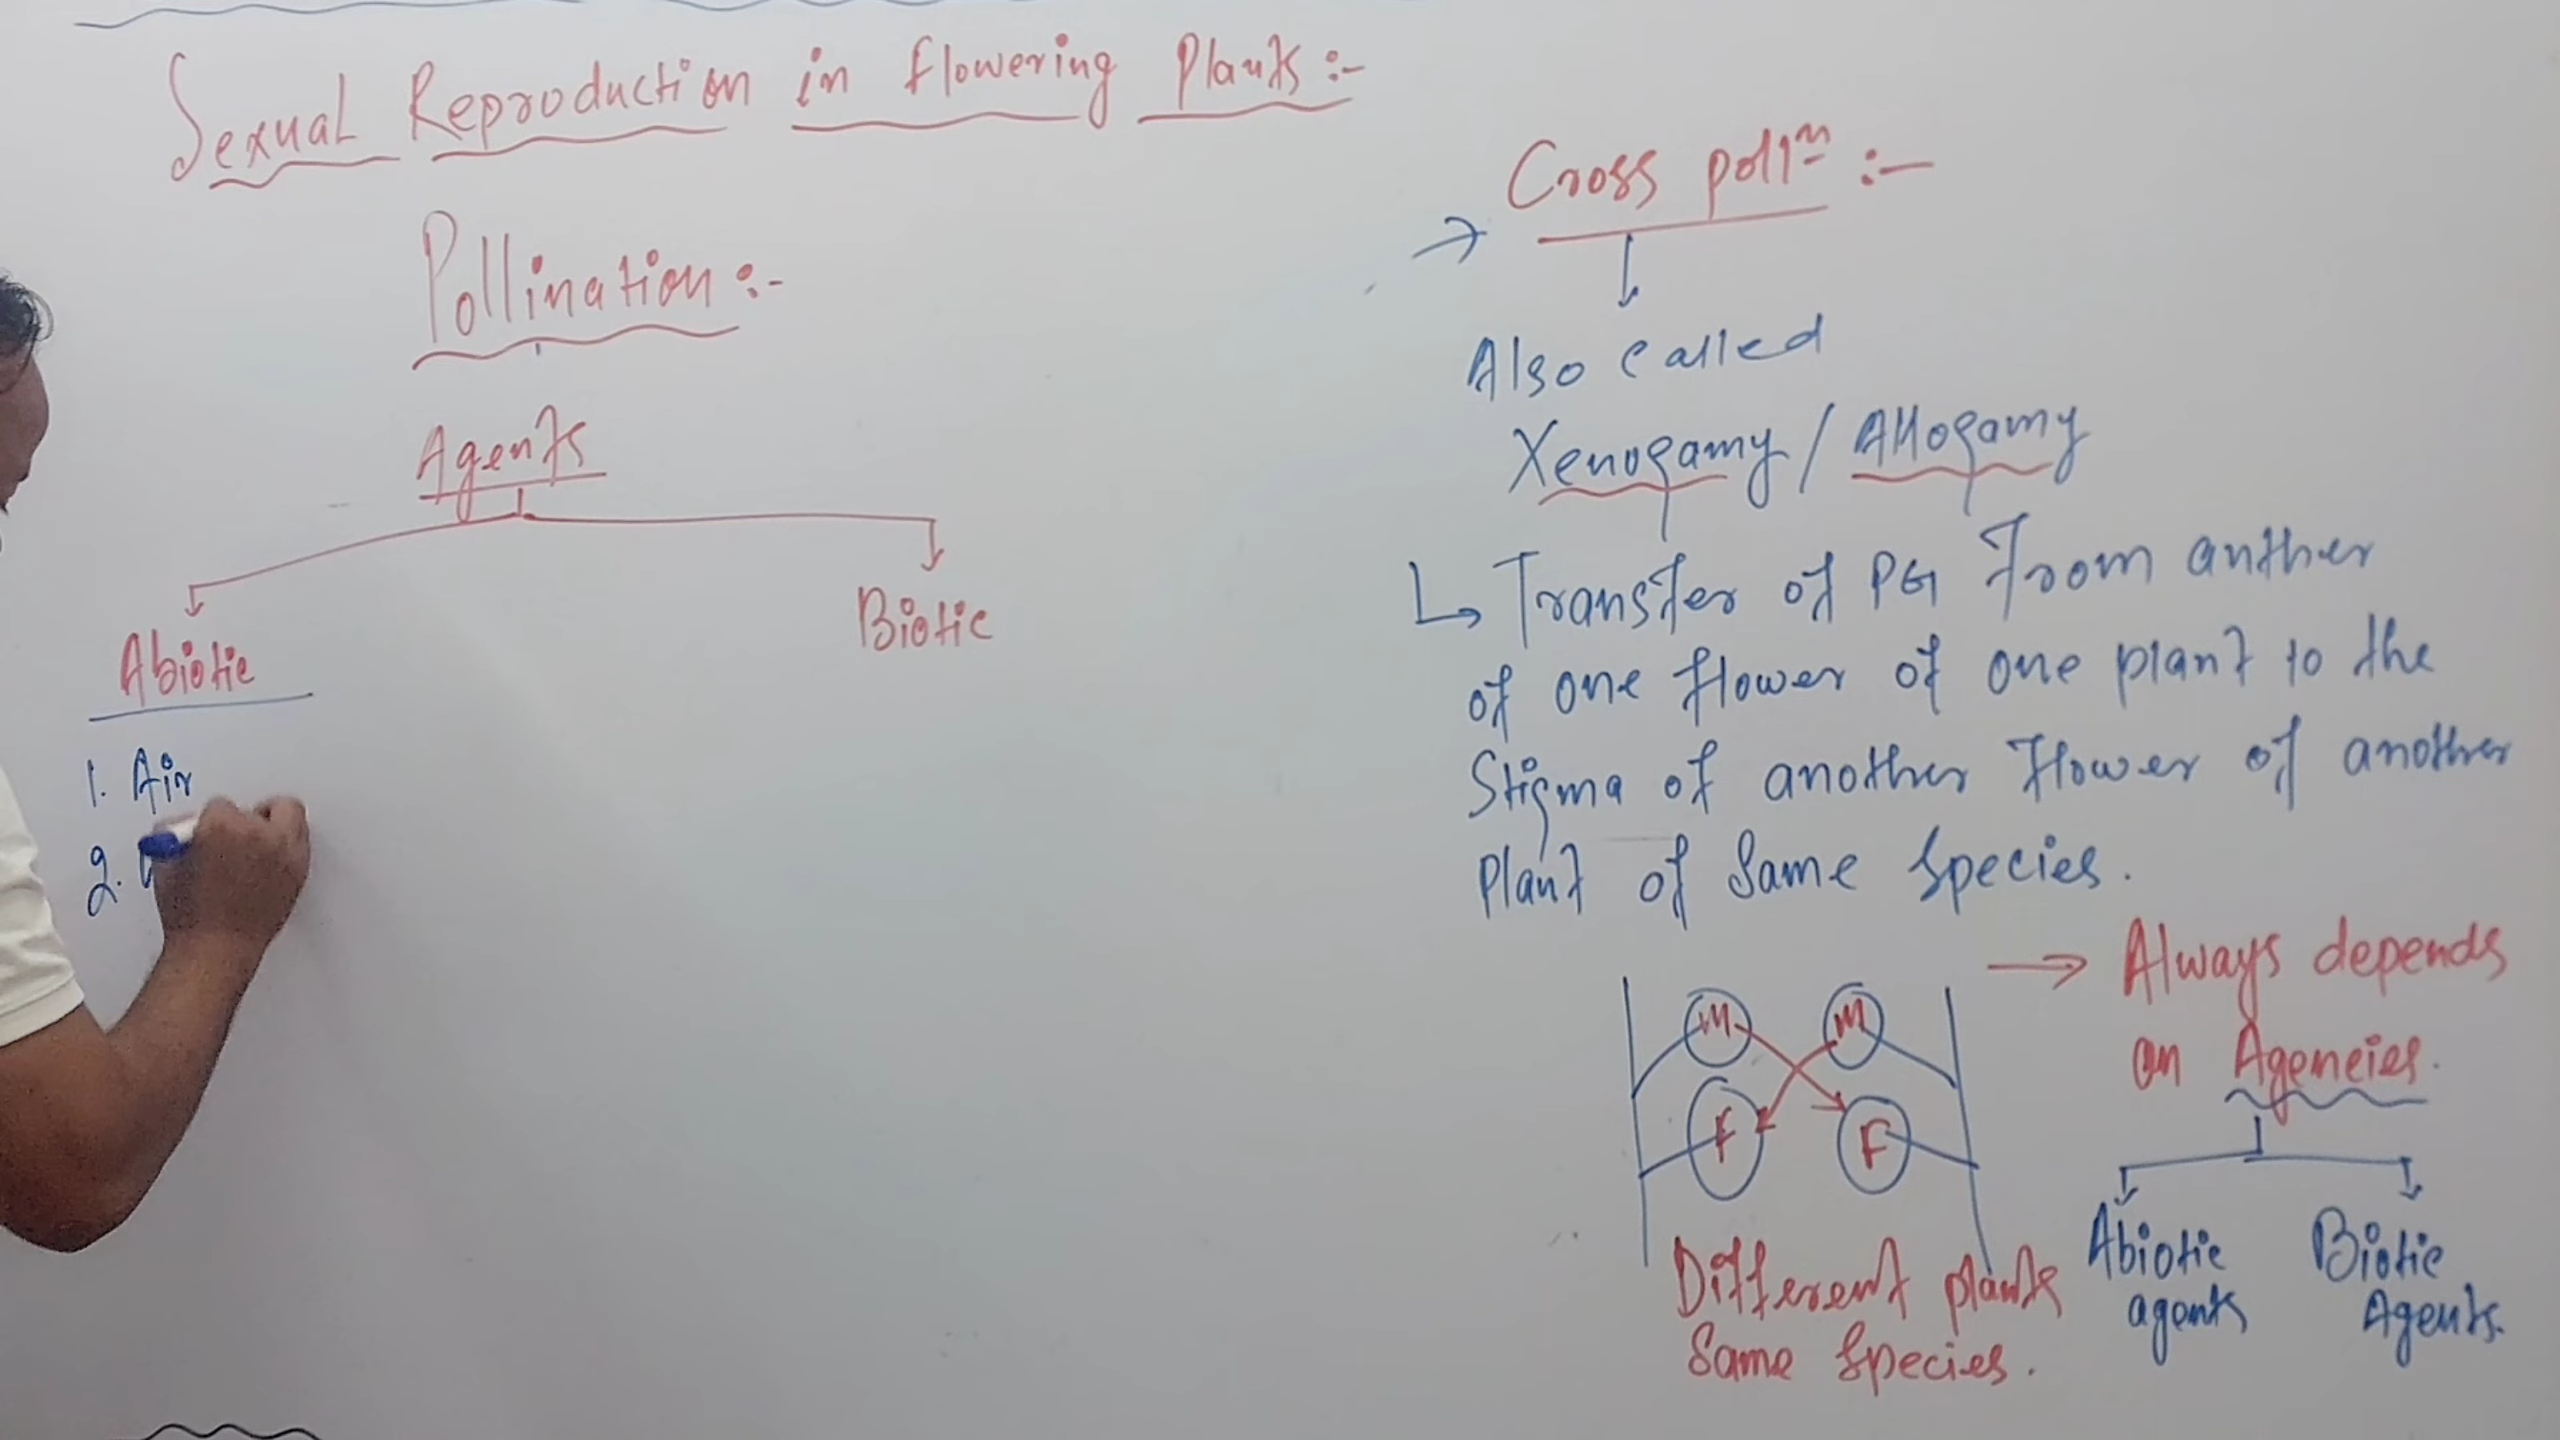 Sexual Reproduction in flowering Plants :-
Pollination :-
Agents
Abiotic
Biotic
1. Air
2.
Cross pollⁿ :-
Also called
Xenogamy / Allogamy
Transfer of PG from anther
of one flower of one plant to the
Stigma of another flower of another
Plant of Same Species.
M M
F F
Different plants
Same Species.
Always depends
on Agencies.
Abiotic
agents
Biotic
Agents.